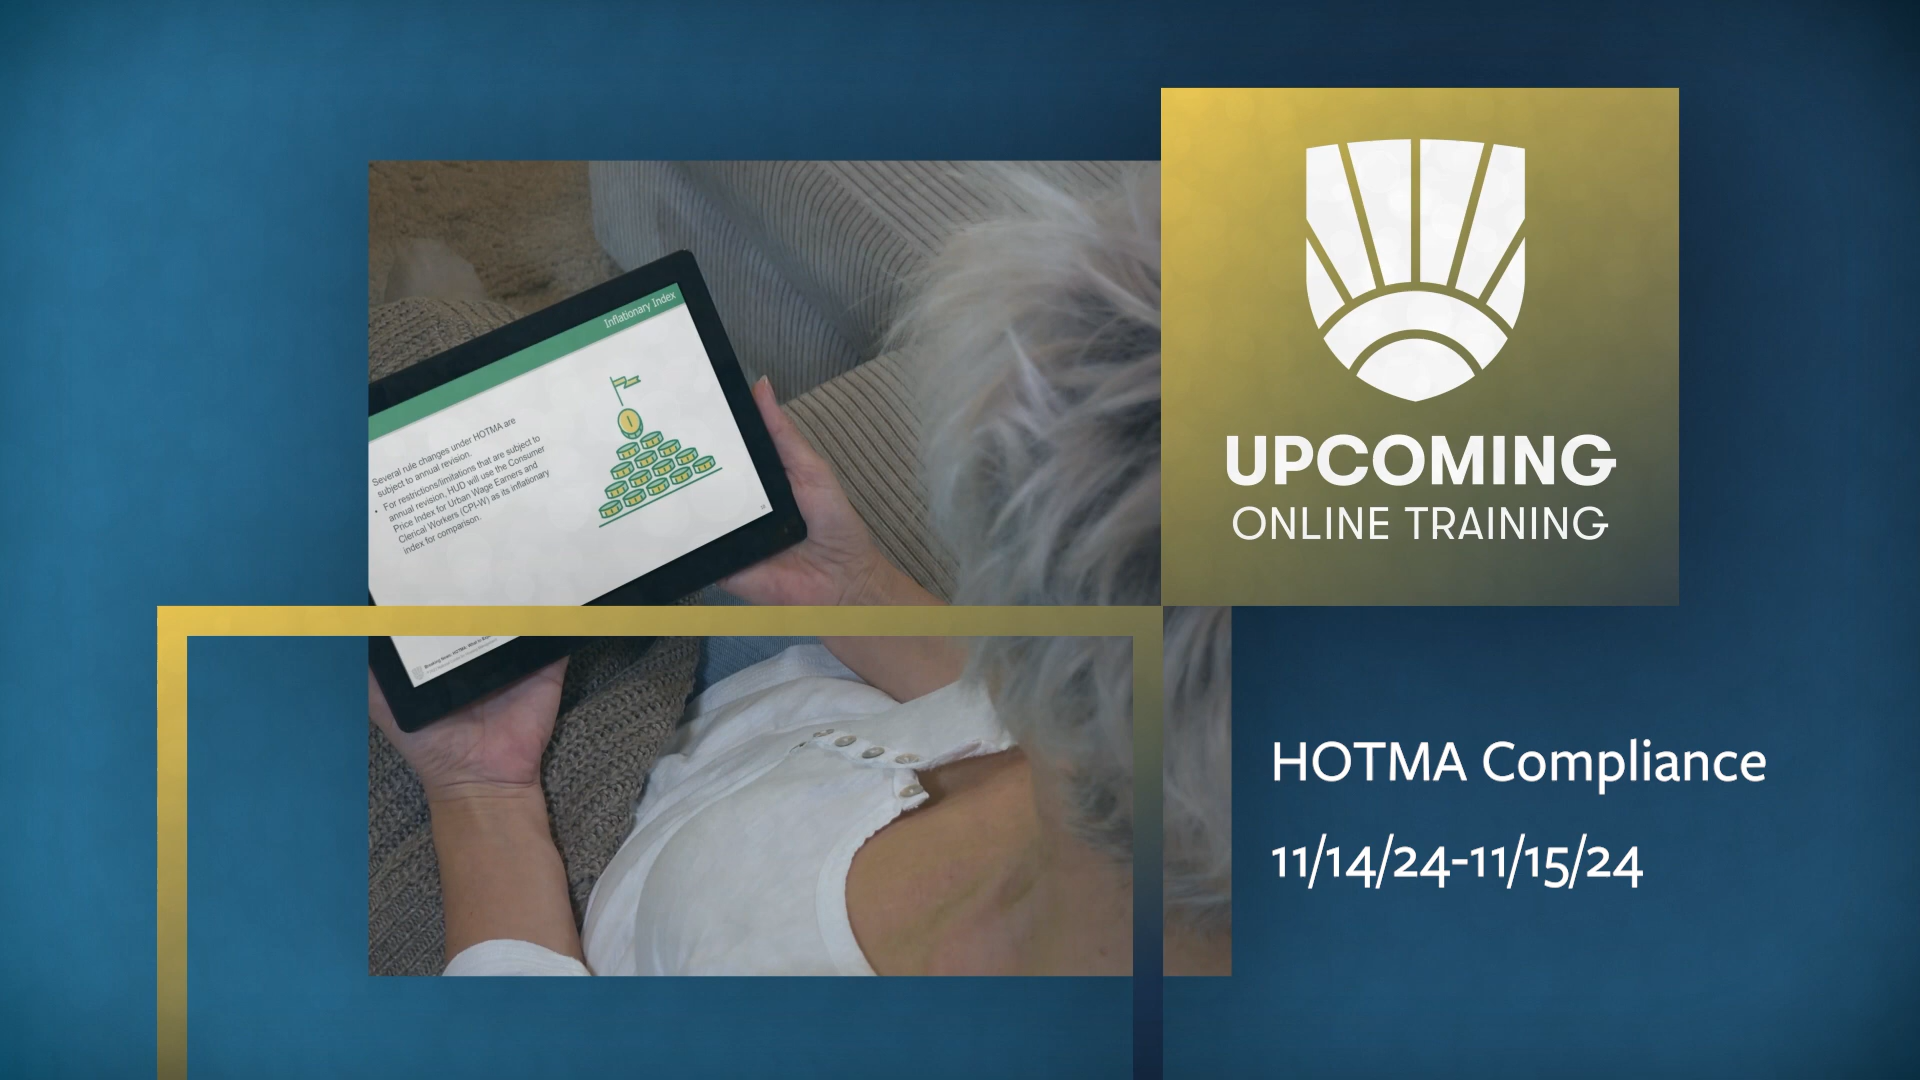 Inflationary Index
Several rule changes under HOTMA are
subject to annual revision.
• For restrictions/limitations that are subject to
annual revision, HUD will use the Consumer
Price Index for Urban Wage Earners and
Clerical Workers (CPI-W) as its inflationary
index for comparison.
UPCOMING
ONLINE TRAINING
HOTMA Compliance
11/14/24-11/15/24